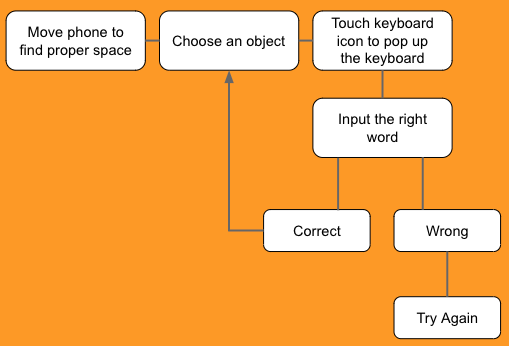 Move phone to
find proper space
Choose an object
Touch keyboard
icon to pop up
the keyboard
Input the right
word
Correct
Wrong
Try Again